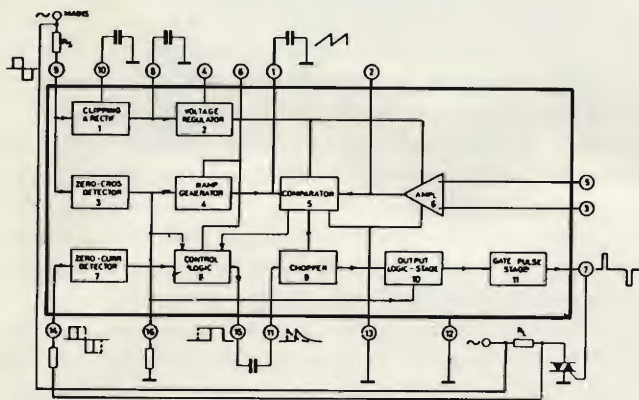 ~ MAINS
Rs
9 10 8 4 6 1 2
CLIPPING
& RECTIF
1
VOLTAGE
REGULATOR
2
ZERO-CROS
DETECTOR
3
RAMP
GENERATOR
4
COMPARATOR
5
AMPL
6
5
3
ZERO-CURR
DETECTOR
7
CONTROL
LOGIC
8
CHOPPER
9
OUTPUT
LOGIC-STAGE
10
GATE PULSE
STAGE
11
7
14 16 15 11 13 12
~
RL